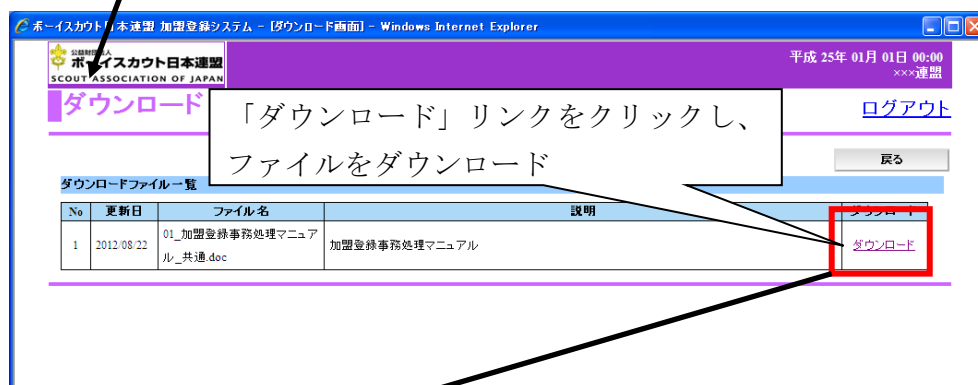 ボーイスカウト日本連盟 加盟登録システム - [ダウンロード画面] - Windows Internet Explorer
公益財団法人
ボーイスカウト日本連盟
SCOUT ASSOCIATION OF JAPAN
平成 25年 01月 01日 00:00
×××連盟
ダウンロード
ログアウト
「ダウンロード」リンクをクリックし、
ファイルをダウンロード
戻る
ダウンロードファイル一覧
No 更新日 ファイル名 説明 ダウンロード
1 2012/08/22 01_加盟登録事務処理マニュア
ル_共通.doc
加盟登録事務処理マニュアル
ダウンロード